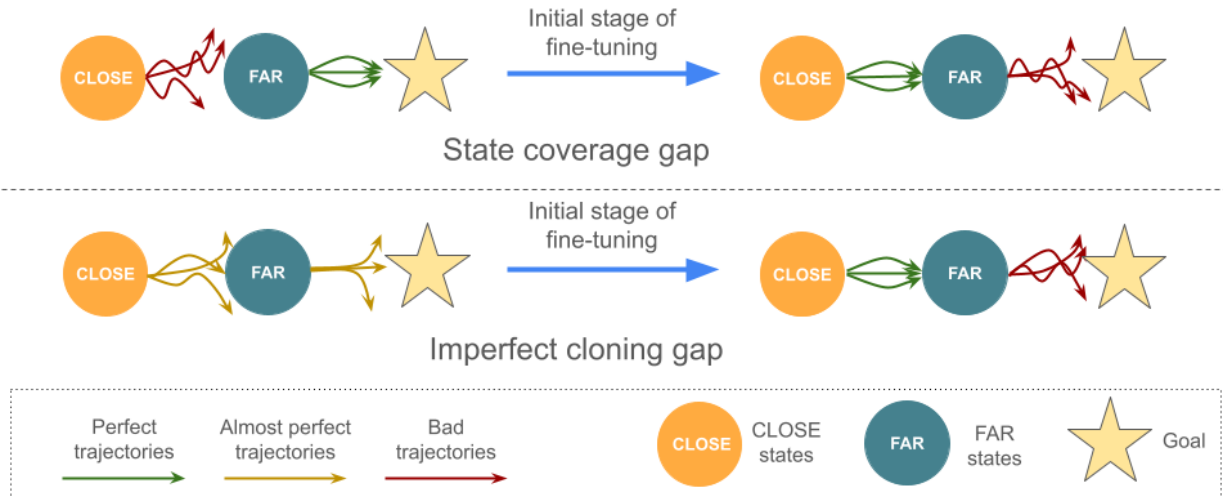 Initial stage of
fine-tuning
CLOSE
FAR
CLOSE
FAR
State coverage gap
Initial stage of
fine-tuning
CLOSE
FAR
CLOSE
FAR
Imperfect cloning gap
Perfect
trajectories
Almost perfect
trajectories
Bad
trajectories
CLOSE
CLOSE
states
FAR
FAR
states
Goal